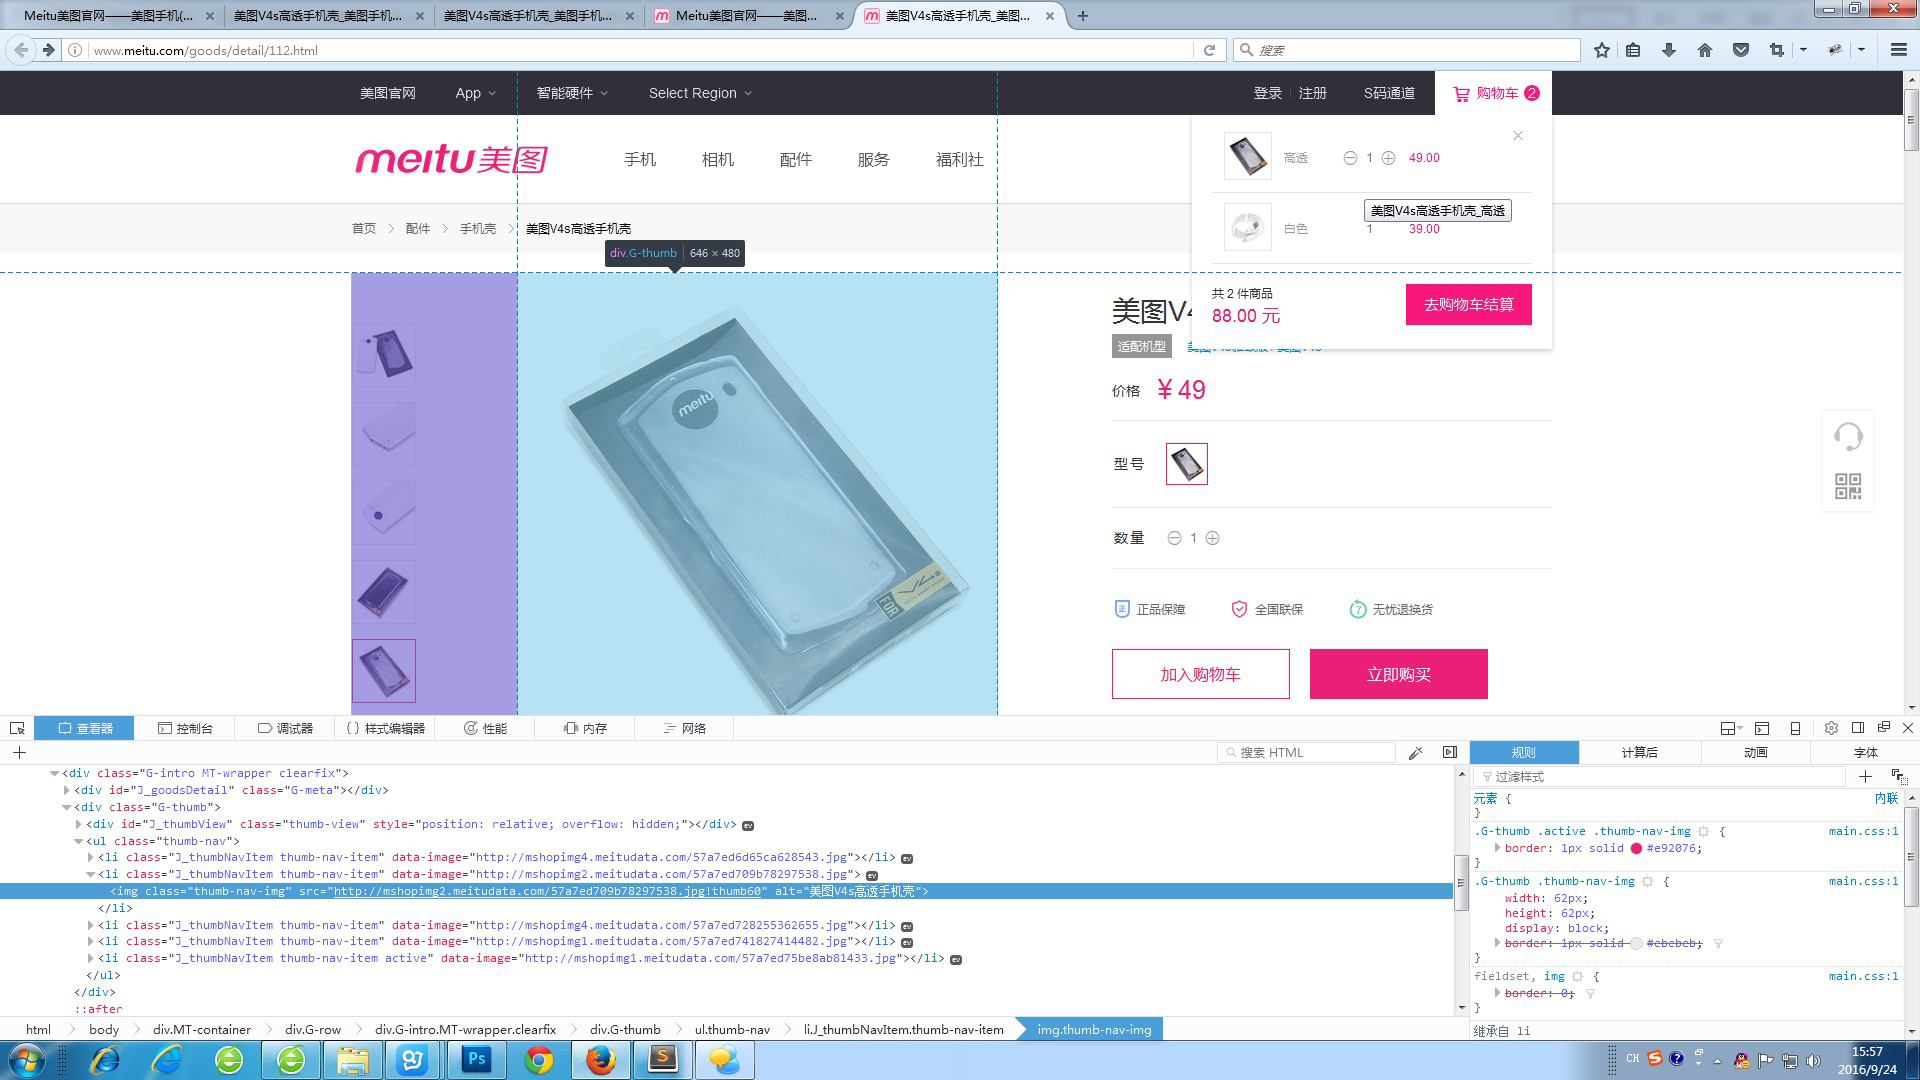 Meitu美图官网——美图手机(...
美图V4s高透手机壳_美图手机...
美图V4s高透手机壳_美图手机...
Meitu美图官网——美图...
美图V4s高透手机壳_美图...
www.meitu.com/goods/detail/112.html
搜索
美图官网 App 智能硬件 Select Region 登录 注册 S码通道 购物车 2
meitu美图 手机 相机 配件 服务 福利社
高透 1 49.00
美图V4s高透手机壳_高透
白色 1 39.00
共 2 件商品
88.00 元
去购物车结算
首页 配件 手机壳 美图V4s高透手机壳
div.G-thumb 646 × 480
meitu
FOR
美图V4
适配机型
价格 ¥ 49
型号
数量 1
正品保障 全国联保 无忧退换货
加入购物车 立即购买
查看器 控制台 调试器 样式编辑器 性能 内存 网络
搜索 HTML
规则 计算后 动画 字体
过滤样式
<div class="G-intro MT-wrapper clearfix">
<div id="J_goodsDetail" class="G-meta"></div>
<div class="G-thumb">
<div id="J_thumbView" class="thumb-view" style="position: relative; overflow: hidden;"></div> ev
<ul class="thumb-nav">
<li class="J_thumbNavItem thumb-nav-item" data-image="http://mshopimg4.meitudata.com/57a7ed6d65ca628543.jpg"></li> ev
<li class="J_thumbNavItem thumb-nav-item" data-image="http://mshopimg2.meitudata.com/57a7ed709b78297538.jpg"> ev
<img class="thumb-nav-img" src="http://mshopimg2.meitudata.com/57a7ed709b78297538.jpg!thumb60" alt="美图V4s高透手机壳">
</li>
<li class="J_thumbNavItem thumb-nav-item" data-image="http://mshopimg4.meitudata.com/57a7ed728255362655.jpg"></li> ev
<li class="J_thumbNavItem thumb-nav-item" data-image="http://mshopimg1.meitudata.com/57a7ed741827414482.jpg"></li> ev
<li class="J_thumbNavItem thumb-nav-item active" data-image="http://mshopimg1.meitudata.com/57a7ed75be8ab81433.jpg"></li> ev
</ul>
</div>
::after
元素 { 内联
}
.G-thumb .active .thumb-nav-img { main.css:1
border: 1px solid #e92076;
}
.G-thumb .thumb-nav-img { main.css:1
width: 62px;
height: 62px;
display: block;
border: 1px solid #ebebeb;
}
fieldset, img { main.css:1
border: 0;
}
继承自 li
html body div.MT-container div.G-row div.G-intro.MT-wrapper.clearfix div.G-thumb ul.thumb-nav li.J_thumbNavItem.thumb-nav-item img.thumb-nav-img
Ps
S
CH
15:57
2016/9/24